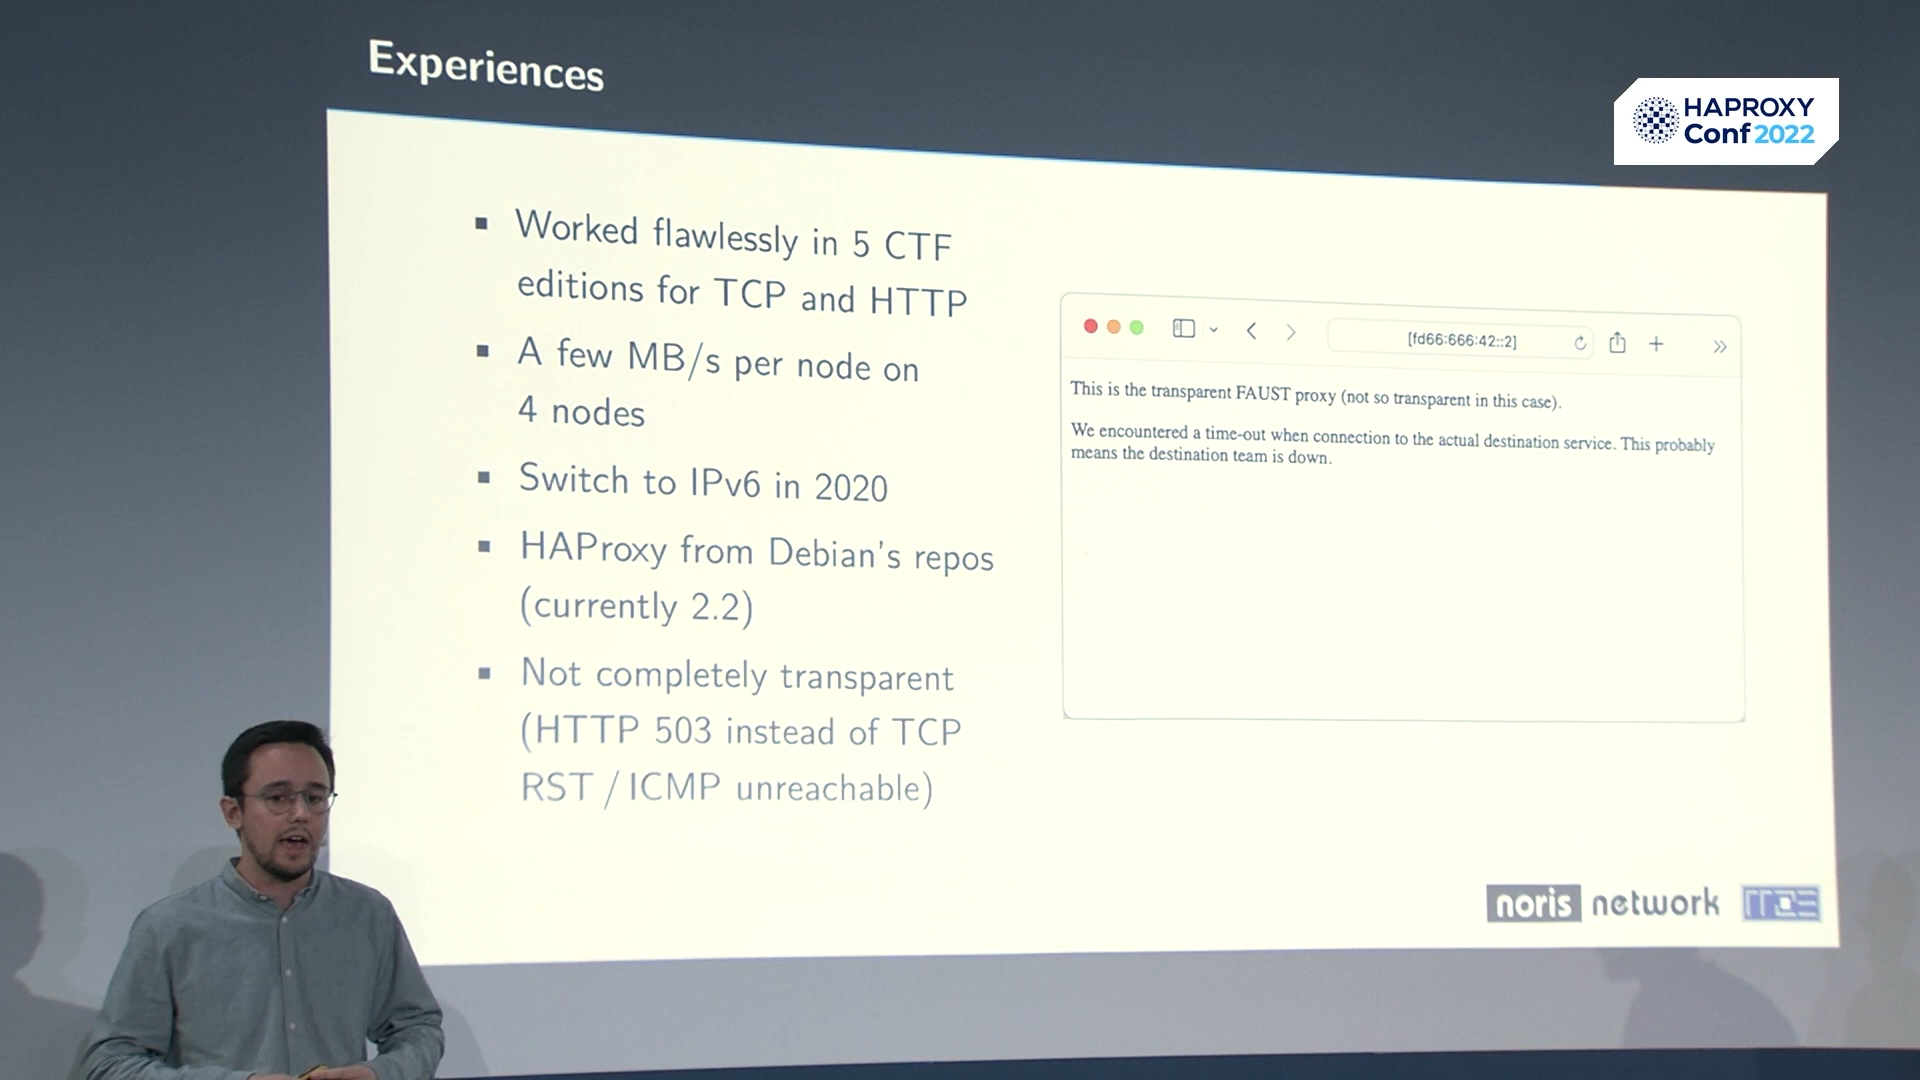 Experiences
HAPROXY
Conf 2022
▪ Worked flawlessly in 5 CTF
editions for TCP and HTTP
▪ A few MB/s per node on
4 nodes
▪ Switch to IPv6 in 2020
▪ HAProxy from Debian's repos
(currently 2.2)
▪ Not completely transparent
(HTTP 503 instead of TCP
RST / ICMP unreachable)
[fd66:666:42::2]
This is the transparent FAUST proxy (not so transparent in this case).
We encountered a time-out when connection to the actual destination service. This probably
means the destination team is down.
noris network